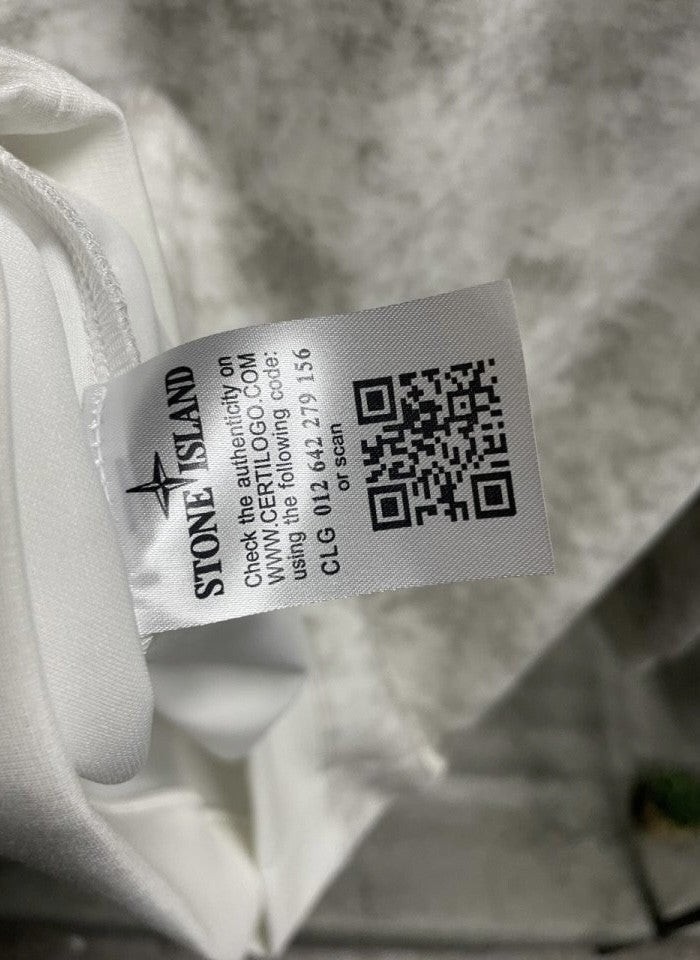 STONE ISLAND
Check the authenticity on
WWW.CERTILOGO.COM
using the following code:
CLG 012 642 279 156
or scan